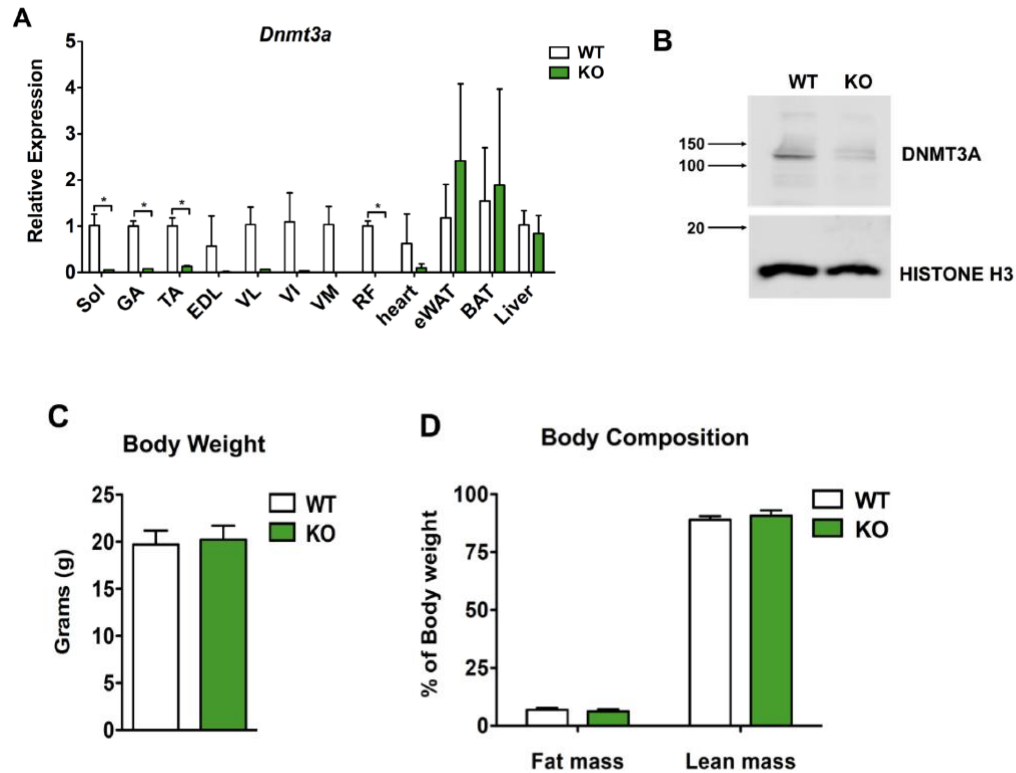 A
Dnmt3a
Relative Expression
5
4
3
2
1
0
WT
KO
* * * *
Sol GA TA EDL VL VI VM RF heart eWAT BAT Liver
B
WT KO
150
100
DNMT3A
20
HISTONE H3
C
Body Weight
Grams (g)
25
20
15
10
5
0
WT
KO
D
Body Composition
% of Body weight
100
75
50
25
0
WT
KO
Fat mass Lean mass